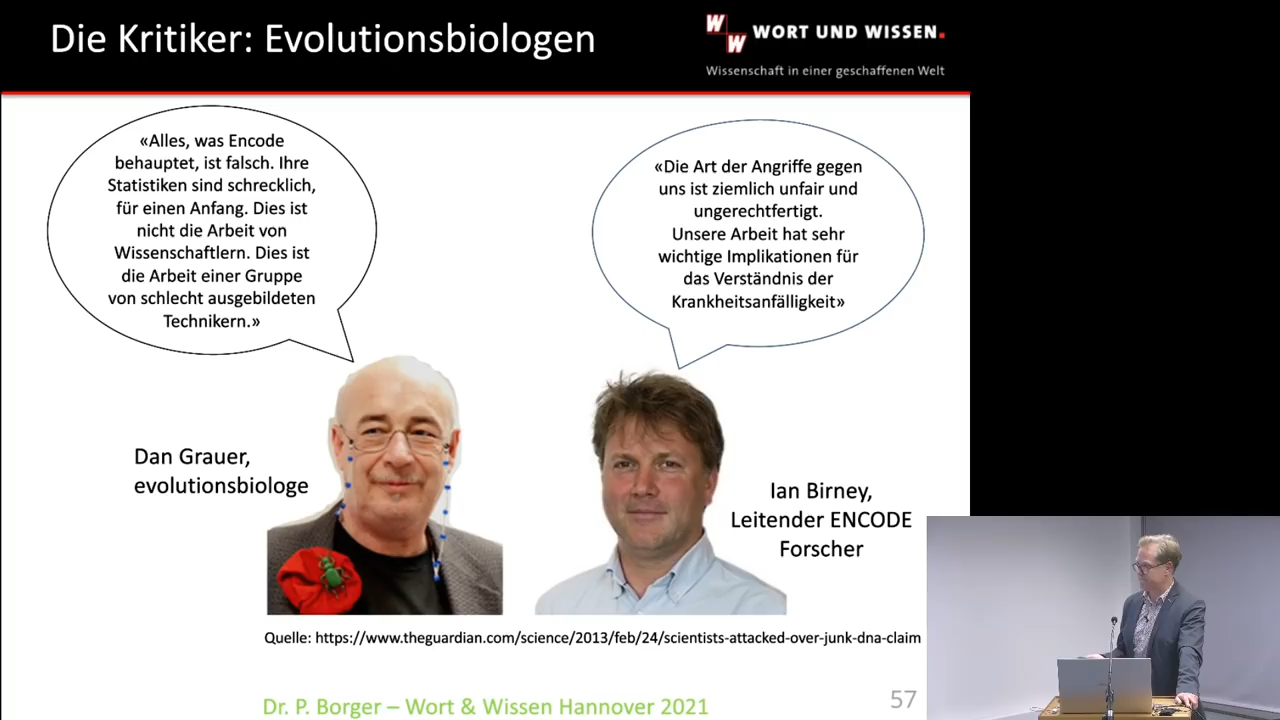 Die Kritiker: Evolutionsbiologen
W
W
WORT UND WISSEN.
Wissenschaft in einer geschaffenen Welt
«Alles, was Encode
behauptet, ist falsch. Ihre
Statistiken sind schrecklich,
für einen Anfang. Dies ist
nicht die Arbeit von
Wissenschaftlern. Dies ist
die Arbeit einer Gruppe
von schlecht ausgebildeten
Technikern.»
«Die Art der Angriffe gegen
uns ist ziemlich unfair und
ungerechtfertigt.
Unsere Arbeit hat sehr
wichtige Implikationen für
das Verständnis der
Krankheitsanfälligkeit»
Dan Grauer,
evolutionsbiologe
Ian Birney,
Leitender ENCODE
Forscher
Quelle: https://www.theguardian.com/science/2013/feb/24/scientists-attacked-over-junk-dna-claim
Dr. P. Borger – Wort & Wissen Hannover 2021
57